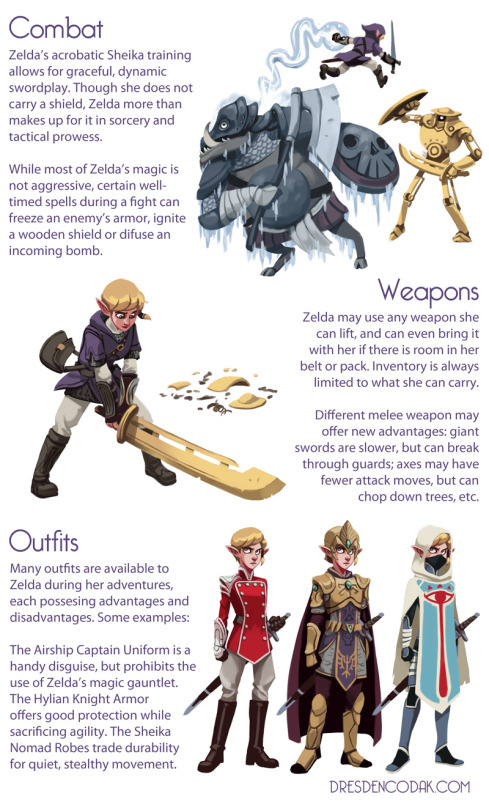 Combat
Zelda's acrobatic Sheika training
allows for graceful, dynamic
swordplay. Though she does not
carry a shield, Zelda more than
makes up for it in sorcery and
tactical prowess.
While most of Zelda's magic is
not aggressive, certain well-
timed spells during a fight can
freeze an enemy's armor, ignite
a wooden shield or difuse an
incoming bomb.
Weapons
Zelda may use any weapon she
can lift, and can even bring it
with her if there is room in her
belt or pack. Inventory is always
limited to what she can carry.
Different melee weapon may
offer new advantages: giant
swords are slower, but can break
through guards; axes may have
fewer attack moves, but can
chop down trees, etc.
Outfits
Many outfits are available to
Zelda during her adventures,
each possesing advantages and
disadvantages. Some examples:
The Airship Captain Uniform is a
handy disguise, but prohibits the
use of Zelda's magic gauntlet.
The Hylian Knight Armor
offers good protection while
sacrificing agility. The Sheika
Nomad Robes trade durability
for quiet, stealthy movement.
DRESDENCODAK.COM